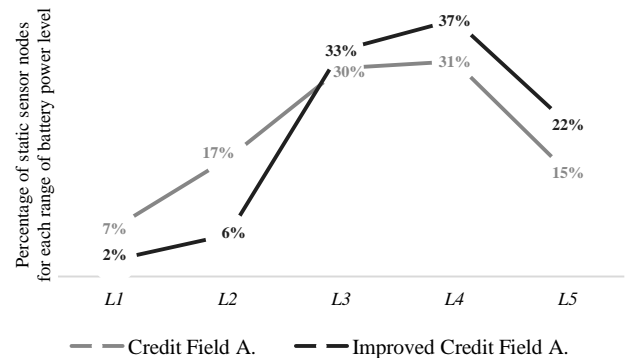 Percentage of static sensor nodes
for each range of battery power level
37%
33%
31%
30%
22%
17%
15%
7%
6%
2%
L1 L2 L3 L4 L5
Credit Field A. Improved Credit Field A.